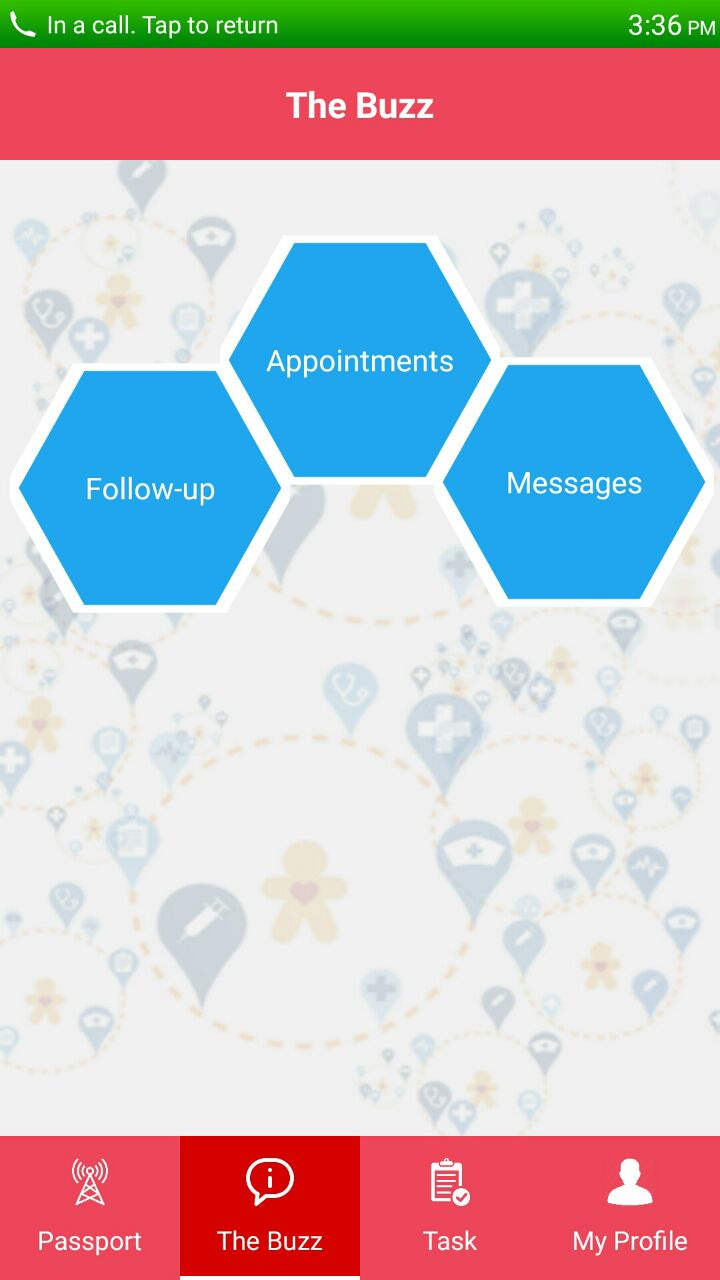 In a call. Tap to return
3:36 PM
The Buzz
Appointments
Follow-up
Messages
Passport
The Buzz
Task
My Profile